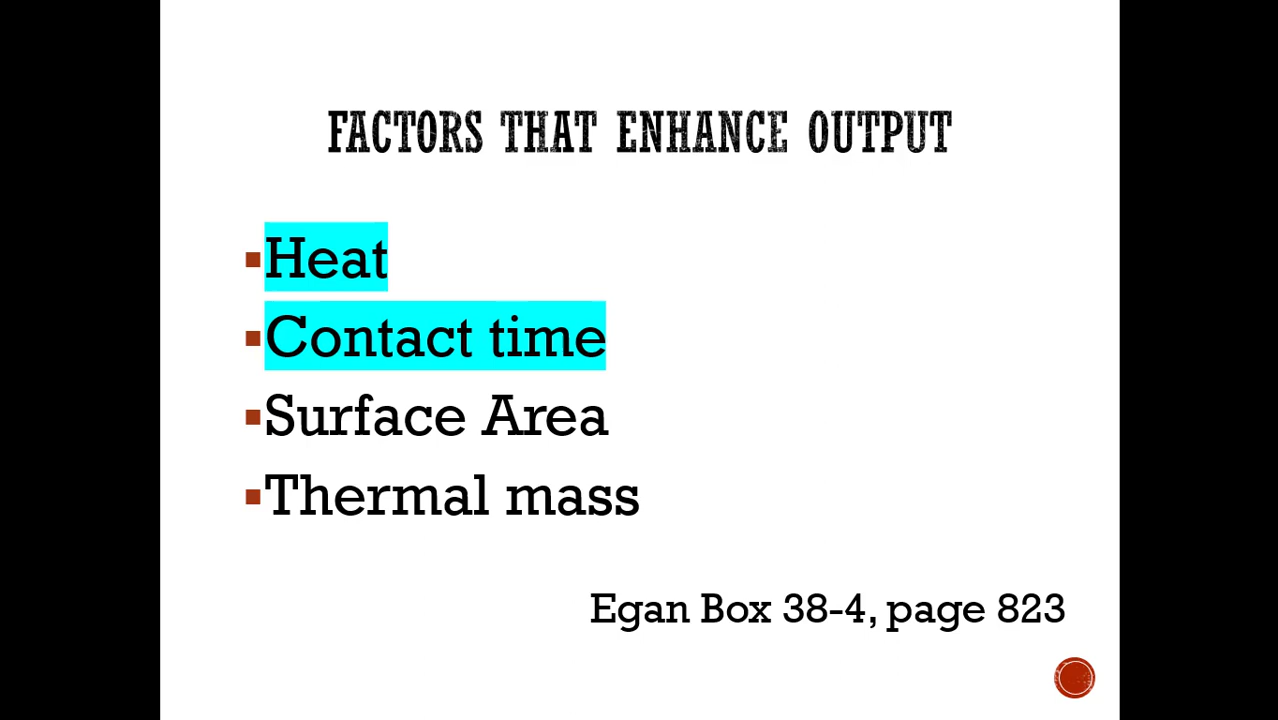 FACTORS THAT ENHANCE OUTPUT
Heat
Contact time
Surface Area
Thermal mass
Egan Box 38-4, page 823